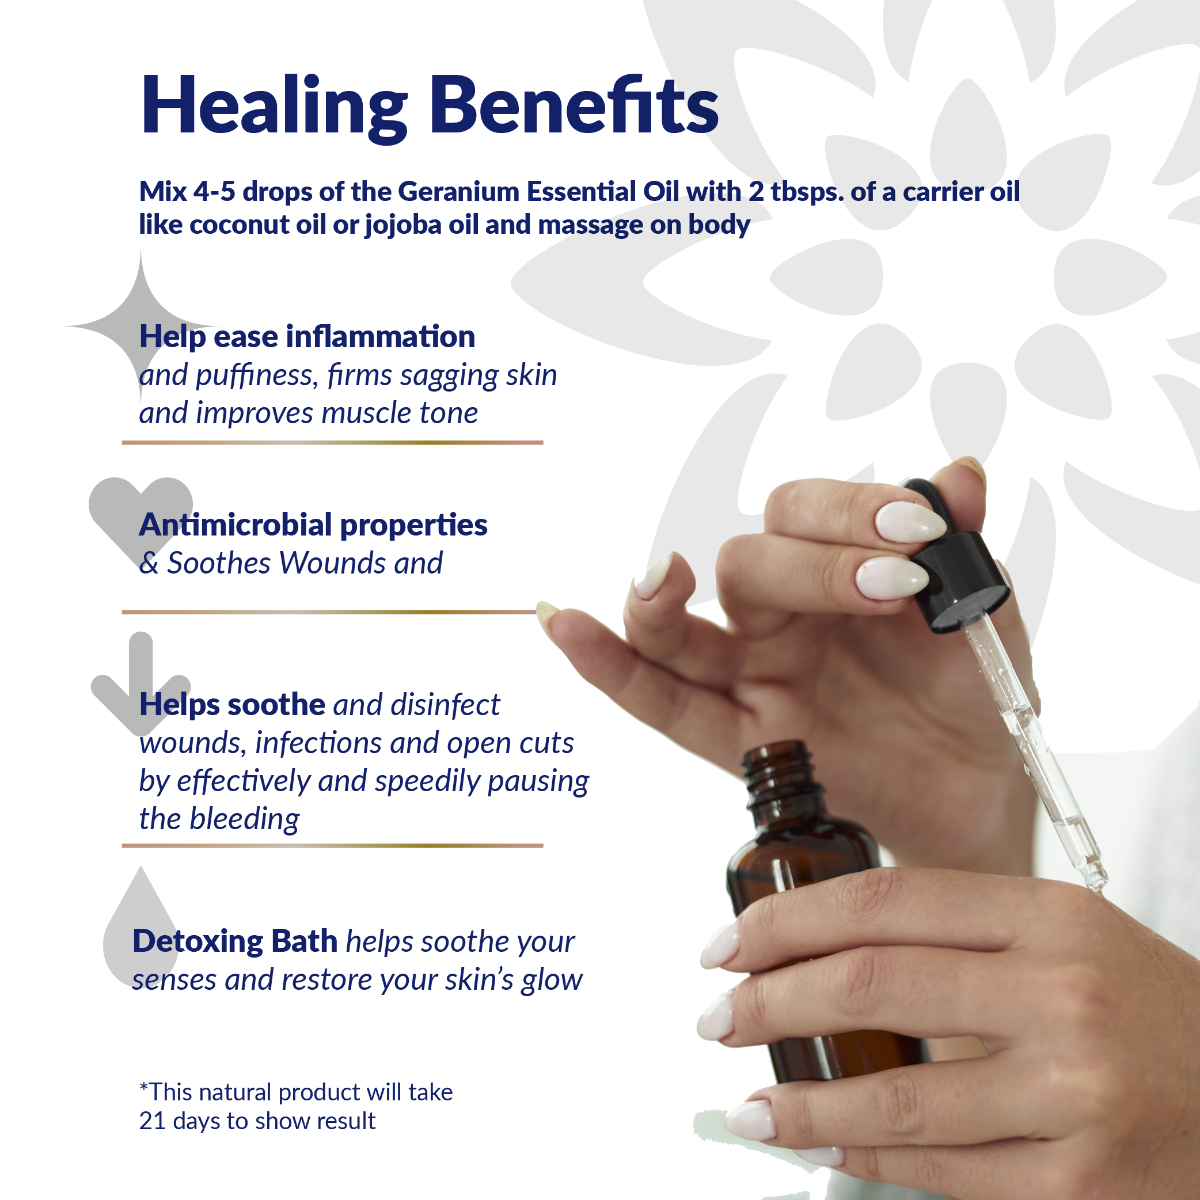 Healing Benefits
Mix 4-5 drops of the Geranium Essential Oil with 2 tbsps. of a carrier oil
like coconut oil or jojoba oil and massage on body
Help ease inflammation
and puffiness, firms sagging skin
and improves muscle tone
Antimicrobial properties
& Soothes Wounds and
Helps soothe and disinfect
wounds, infections and open cuts
by effectively and speedily pausing
the bleeding
Detoxing Bath helps soothe your
senses and restore your skin’s glow
*This natural product will take
21 days to show result